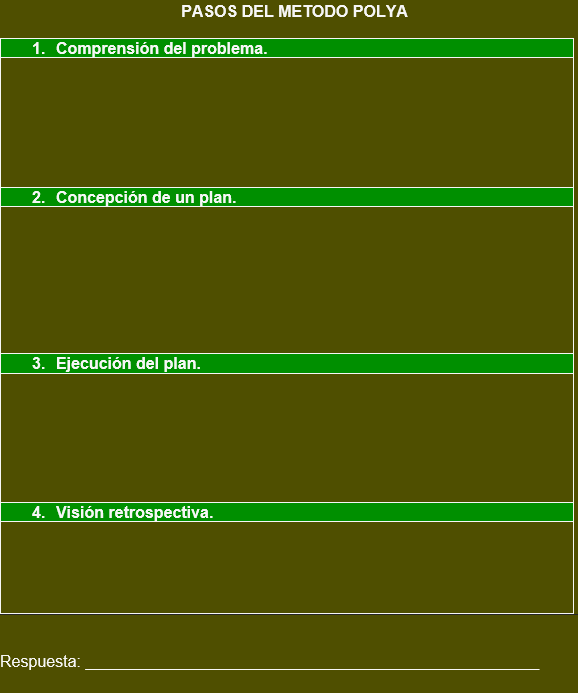 PASOS DEL METODO POLYA
1. Comprensión del problema.
2. Concepción de un plan.
3. Ejecución del plan.
4. Visión retrospectiva.
Respuesta: ___________________________________________________